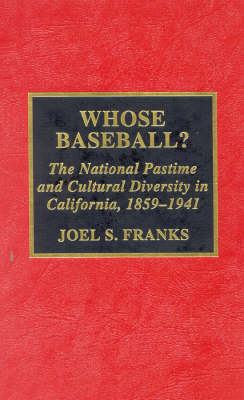 WHOSE
BASEBALL?
The National Pastime
and Cultural Diversity in
California, 1859–1941
JOEL S. FRANKS